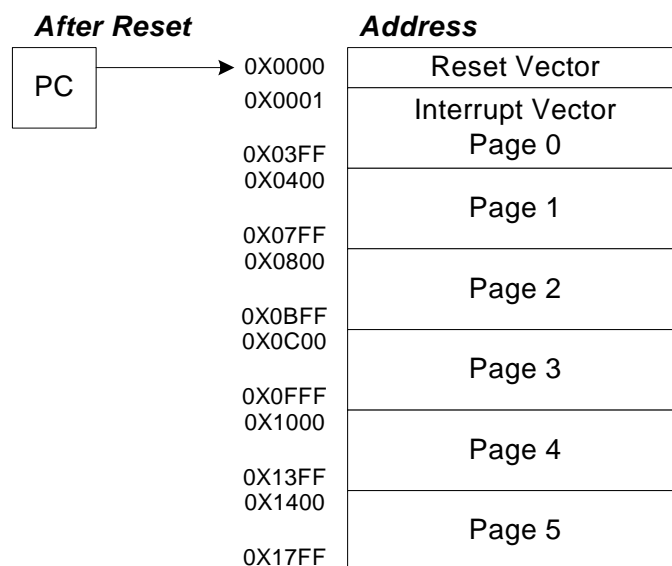 After Reset
Address
PC
0X0000
Reset Vector
0X0001
Interrupt Vector
Page 0
0X03FF
0X0400
Page 1
0X07FF
0X0800
Page 2
0X0BFF
0X0C00
Page 3
0X0FFF
0X1000
Page 4
0X13FF
0X1400
Page 5
0X17FF